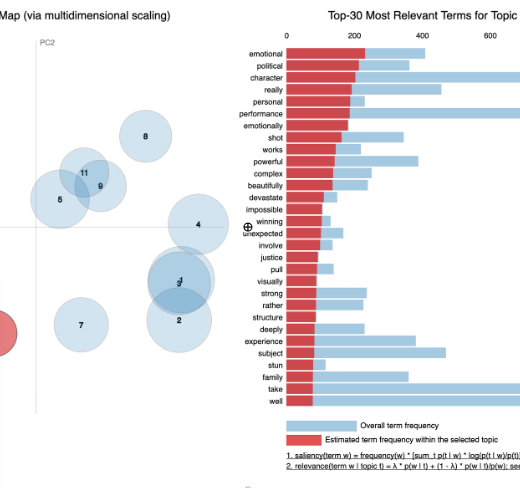 Map (via multidimensional scaling)
PC2
8
11
9
5
4
1
3
2
7
Top-30 Most Relevant Terms for Topic
0 200 400 600
emotional
political
character
really
personal
performance
emotionally
shot
works
powerful
complex
beautifully
devastate
impossible
winning
unexpected
involve
justice
pull
visually
strong
rather
structure
deeply
experience
subject
stun
family
take
well
Overall term frequency
Estimated term frequency within the selected topic
1. saliency(term w) = frequency(w) * [sum_t p(t | w) * log(p(t | w)/p(t))
2. relevance(term w | topic t) = λ * p(w | t) + (1 - λ) * p(w | t)/p(w); see